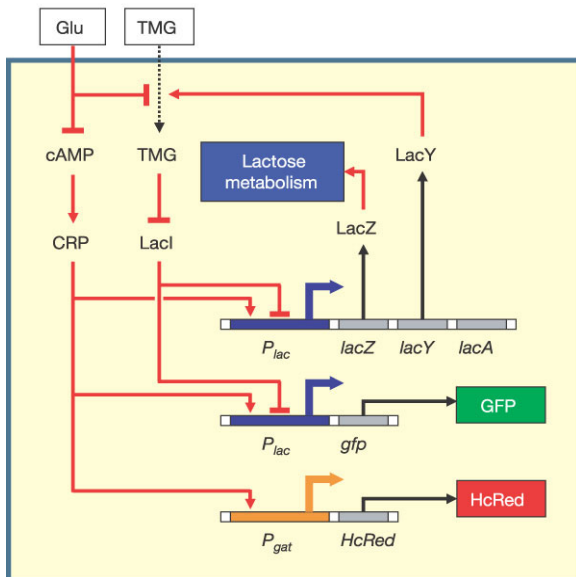 Glu
TMG
cAMP
TMG
Lactose
metabolism
LacY
LacZ
CRP
LacI
Plac
lacZ
lacY
lacA
Plac
gfp
GFP
Pgat
HcRed
HcRed